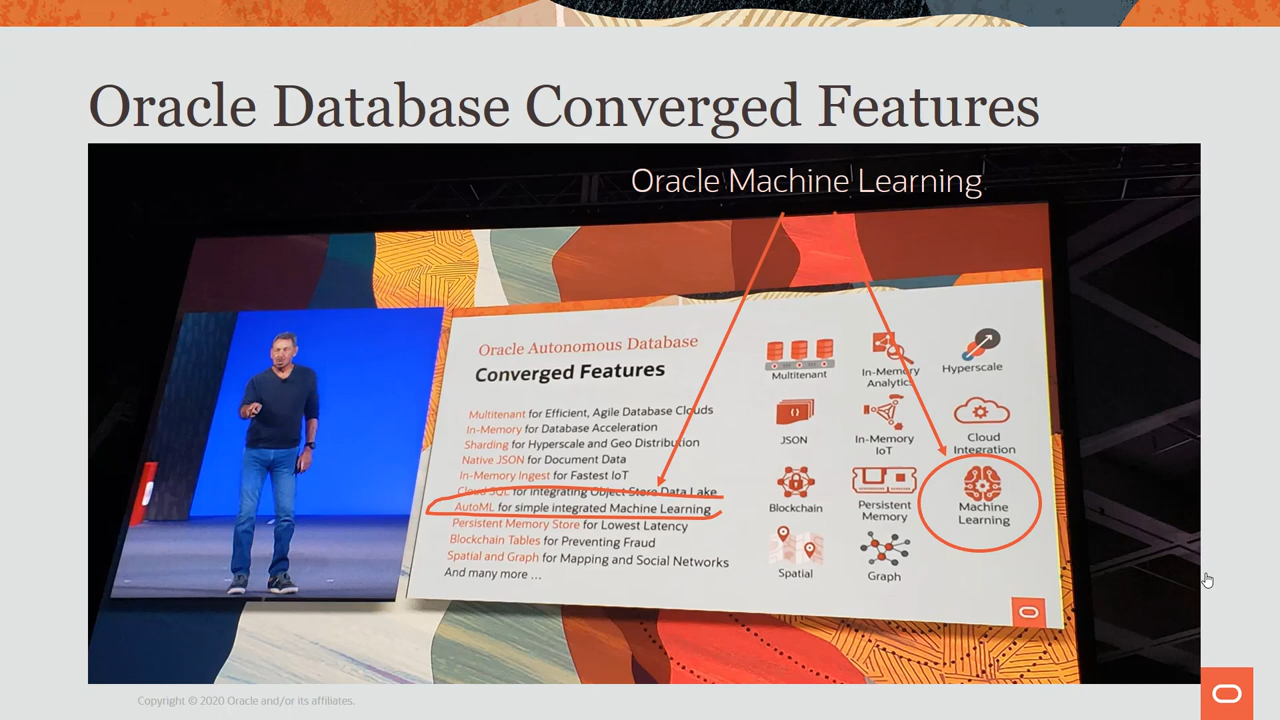 Oracle Database Converged Features
Oracle Machine Learning
Oracle Autonomous Database
Converged Features
Multitenant for Efficient, Agile Database Clouds
In-Memory for Database Acceleration
Sharding for Hyperscale and Geo Distribution
Native JSON for Document Data
In-Memory Ingest for Fastest IoT
Cloud SQL for integrating Object Store Data Lake
AutoML for simple integrated Machine Learning
Persistent Memory Store for Lowest Latency
Blockchain Tables for Preventing Fraud
Spatial and Graph for Mapping and Social Networks
And many more ...
Multitenant
In-Memory
Analytics
Hyperscale
JSON
In-Memory
IoT
Cloud
Integration
Blockchain
Persistent
Memory
Machine
Learning
Spatial
Graph
Copyright © 2020 Oracle and/or its affiliates.